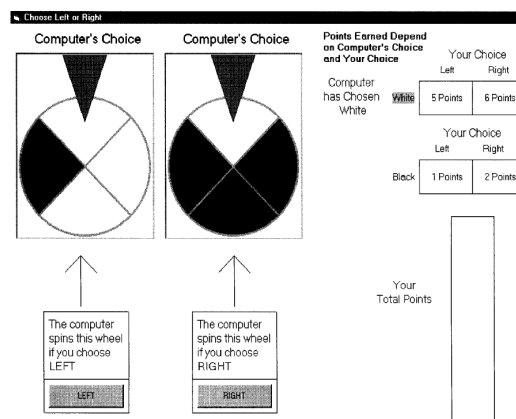 Choose Left or Right
Computer's Choice
Computer's Choice
Points Earned Depend
on Computer's Choice
and Your Choice
Your Choice
Left Right
Computer
has Chosen
White
White
5 Points 6 Points
Your Choice
Left Right
Black
1 Points 2 Points
Your
Total Points
The computer
spins this wheel
if you choose
LEFT
LEFT
The computer
spins this wheel
if you choose
RIGHT
RIGHT